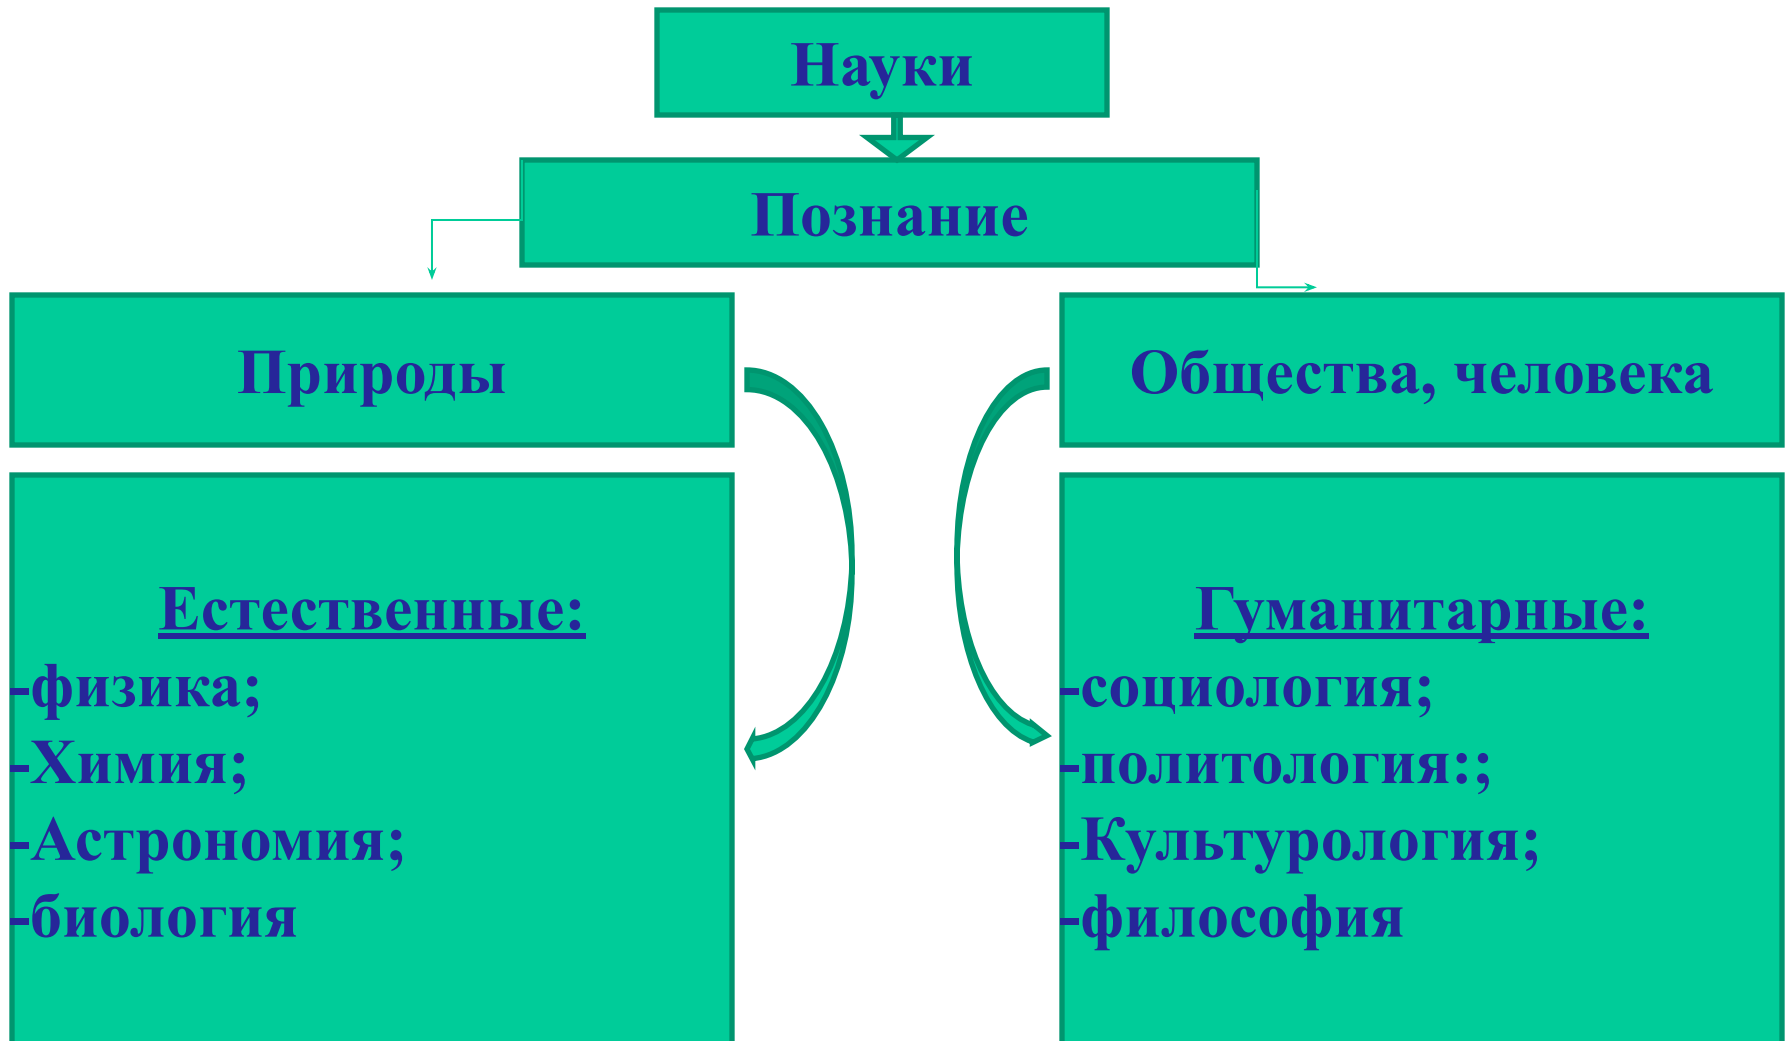 Науки
Познание
Природы
Общества, человека
Естественные:
-физика;
-Химия;
-Астрономия;
-биология
Гуманитарные:
-социология;
-политология:;
-Культурология;
-философия